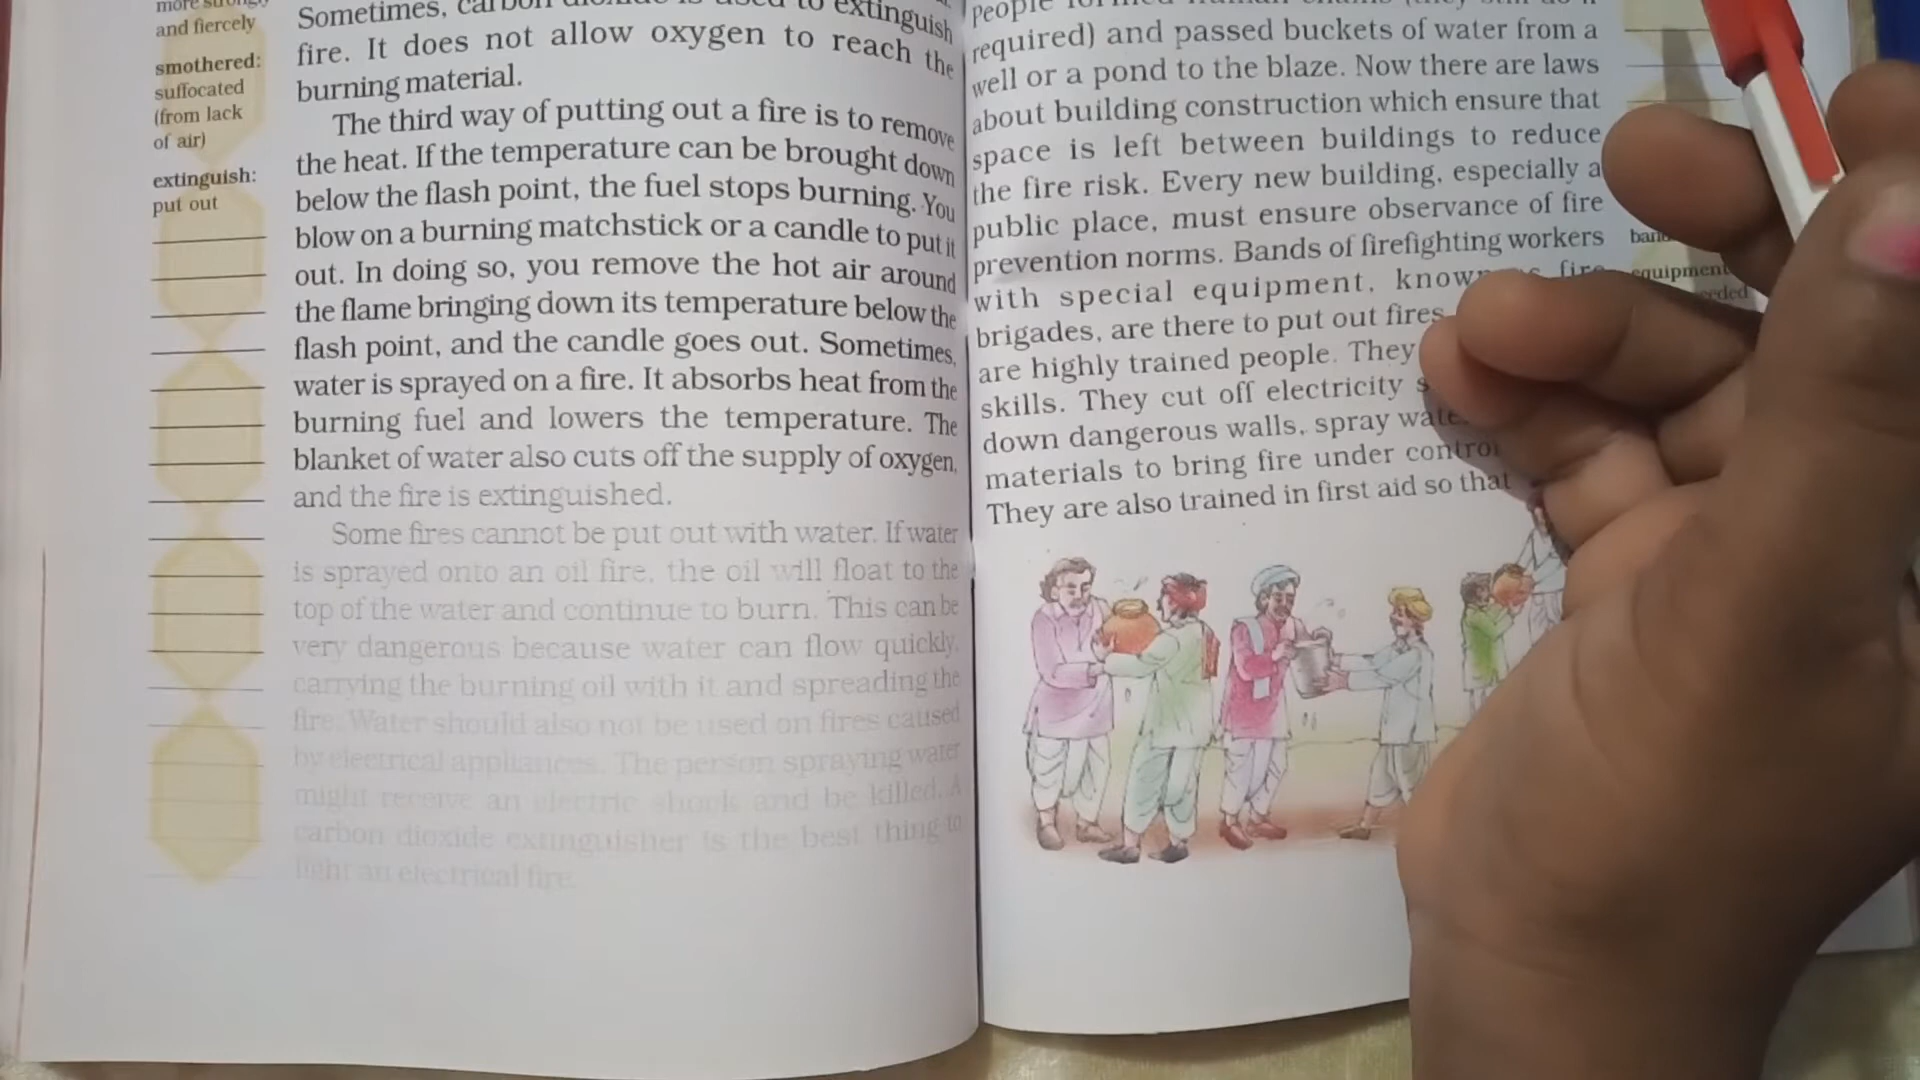 and fiercely
smothered:
suffocated
(from lack
of air)
extinguish:
put out
Sometimes, carbon dioxide is used to extinguish
fire. It does not allow oxygen to reach the
burning material.
The third way of putting out a fire is to remove
the heat. If the temperature can be brought down
below the flash point, the fuel stops burning. You
blow on a burning matchstick or a candle to put it
out. In doing so, you remove the hot air around
the flame bringing down its temperature below the
flash point, and the candle goes out. Sometimes,
water is sprayed on a fire. It absorbs heat from the
burning fuel and lowers the temperature. The
blanket of water also cuts off the supply of oxygen,
and the fire is extinguished.
Some fires cannot be put out with water. If water
is sprayed onto an oil fire, the oil will float to the
top of the water and continue to burn. This can be
very dangerous because water can flow quickly,
carrying the burning oil with it and spreading the
fire. Water should also not be used on fires caused
by electrical appliances. The person spraying water
might receive an electric shock and be killed. A
carbon dioxide extinguisher is the best thing to
fight an electrical fire.
people
required) and passed buckets of water from a
well or a pond to the blaze. Now there are laws
about building construction which ensure that
space is left between buildings to reduce
the fire risk. Every new building, especially a
public place, must ensure observance of fire
prevention norms. Bands of firefighting workers
with special equipment, known as fire
brigades, are there to put out fires
are highly trained people. They
skills. They cut off electricity
down dangerous walls, spray
materials to bring fire under control
They are also trained in first aid so that
equipment